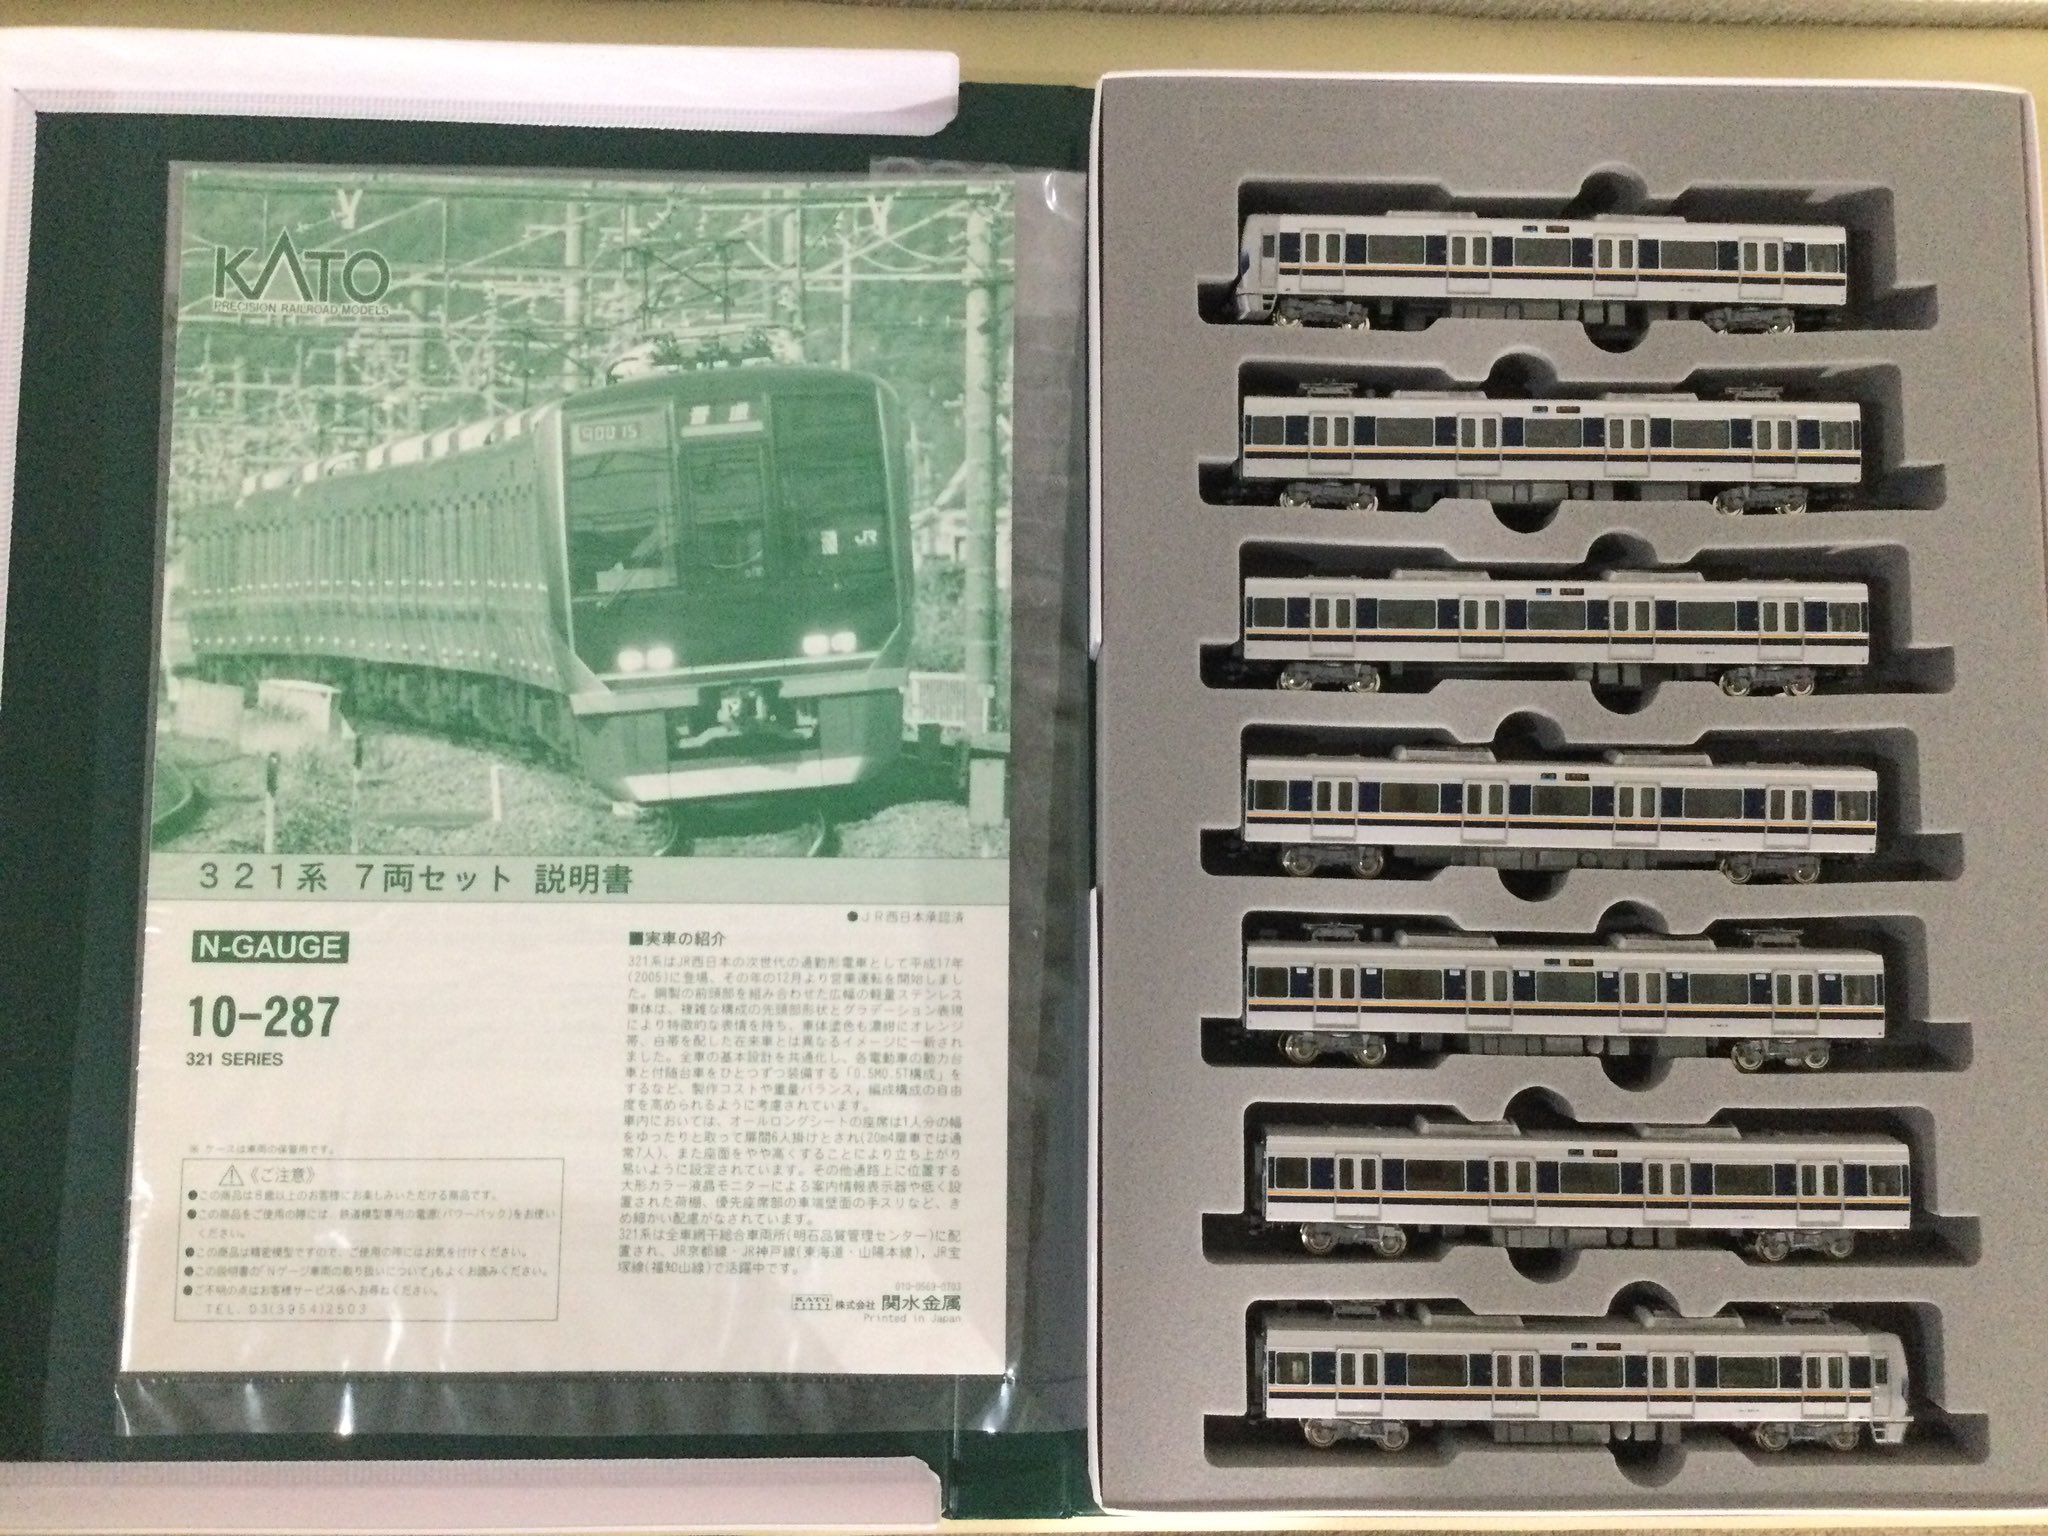 KATO
PRECISION RAILROAD MODELS
普通
JR
321系 7両セット 説明書
●JR西日本承認済
N-GAUGE
10-287
321 SERIES
■実車の紹介
321系はJR西日本の次世代の通勤形電車として平成17年
(2005)に登場、その年の12月より営業運転を開始しまし
た。鋼製の前頭部を組み合わせた広幅の軽量ステンレス
車体は、複雑な構成の先頭部形状とグラデーション表現
により特徴的な表情を持ち、車体塗色も濃紺にオレンジ
帯、白帯を配した在来車とは異なるイメージに一新され
ました。全車の基本設計を共通化し、各電動車の動力台
車と付随台車をひとつずつ装備する「0.5M0.5T構成」を
するなど、製作コストや重量バランス，編成構成の自由
度を高められるように考慮されています。
車内においては、オールロングシートの座席は1人分の幅
をゆったりと取って扉間6人掛けとされ(20m4扉車では通
常7人)、また座面をやや高くすることにより立ち上がり
易いように設定されています。その他通路上に位置する
大形カラー液晶モニターによる案内情報表示器や低く設
置された荷棚、優先座席部の車端壁面の手スリなど、き
め細かい配慮がなされています。
321系は全車網干総合車両所(明石品質管理センター)に配
置され、JR京都線・JR神戸線(東海道・山陽本線)，JR宝
塚線(福知山線)で活躍中です。
※ ケースは車両の保管用です。
⚠《ご注意》
●この商品は8歳以上のお客様にお楽しみいただける商品です。
●この商品をご使用の際には、鉄道模型専用の電源(パワーパック)をお使い
ください。
●この商品は精密模型ですので、ご使用の際にはお気を付けください。
●この説明書の「Nゲージ車両の取り扱いについて」もよくお読みください。
●ご不明の点はお客様サービス係へお尋ねください。
TEL. 03(3954)2503
010-0569-0703
KATO 株式会社 関水金属
Printed in Japan